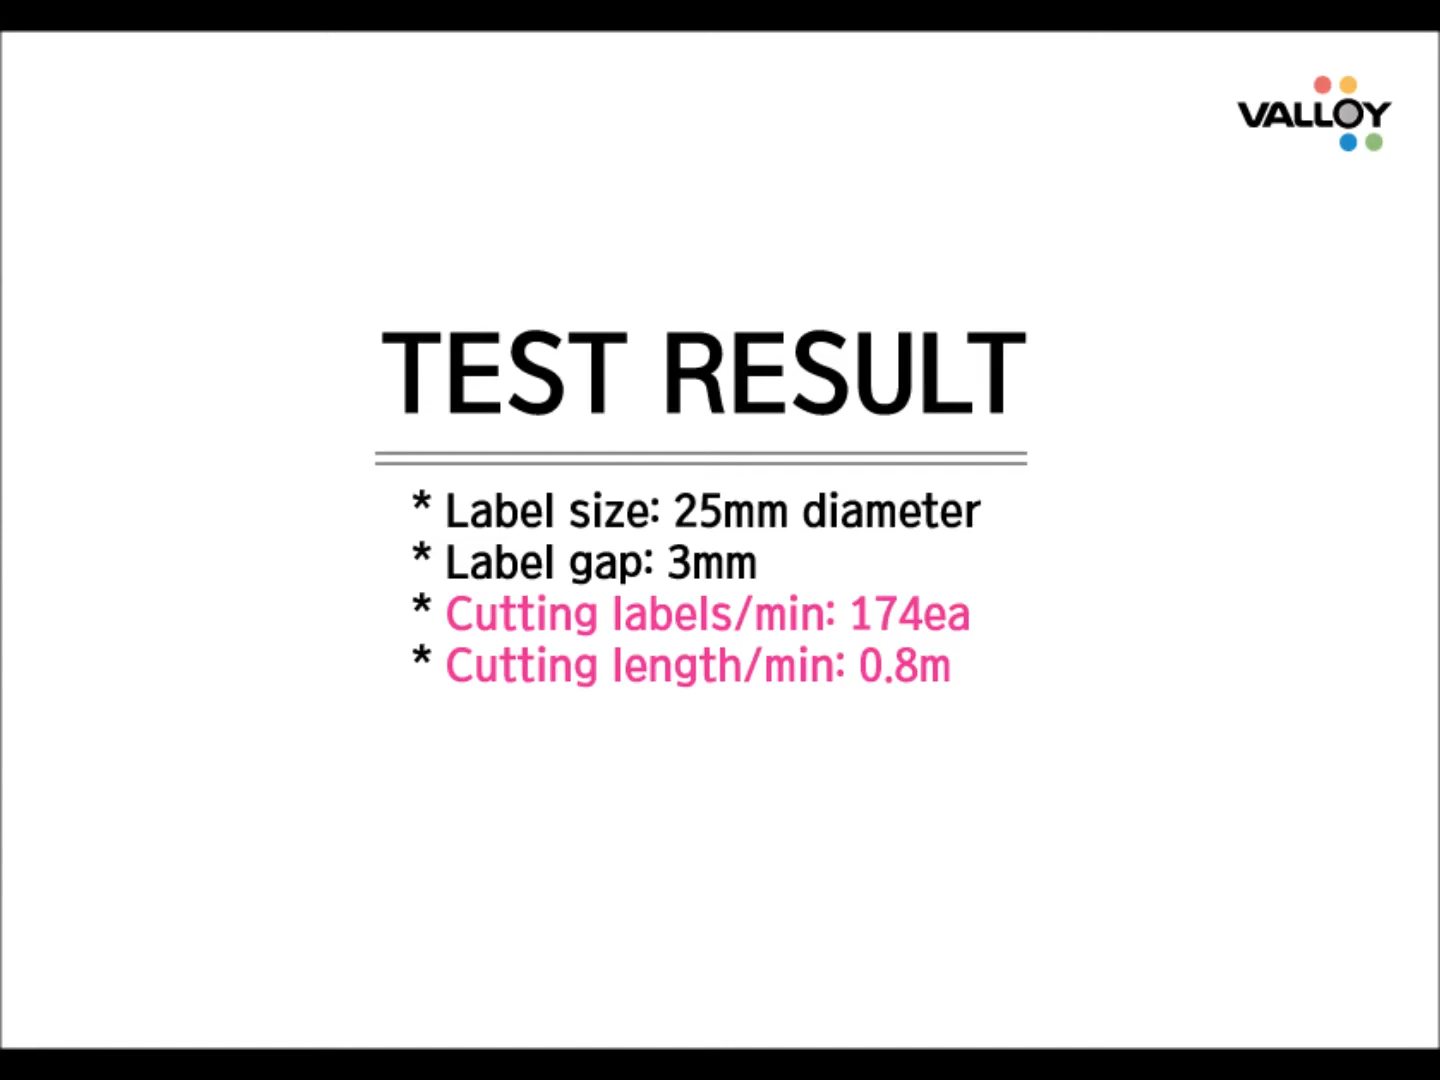 VALLOY
TEST RESULT
* Label size: 25mm diameter
* Label gap: 3mm
* Cutting labels/min: 174ea
* Cutting length/min: 0.8m